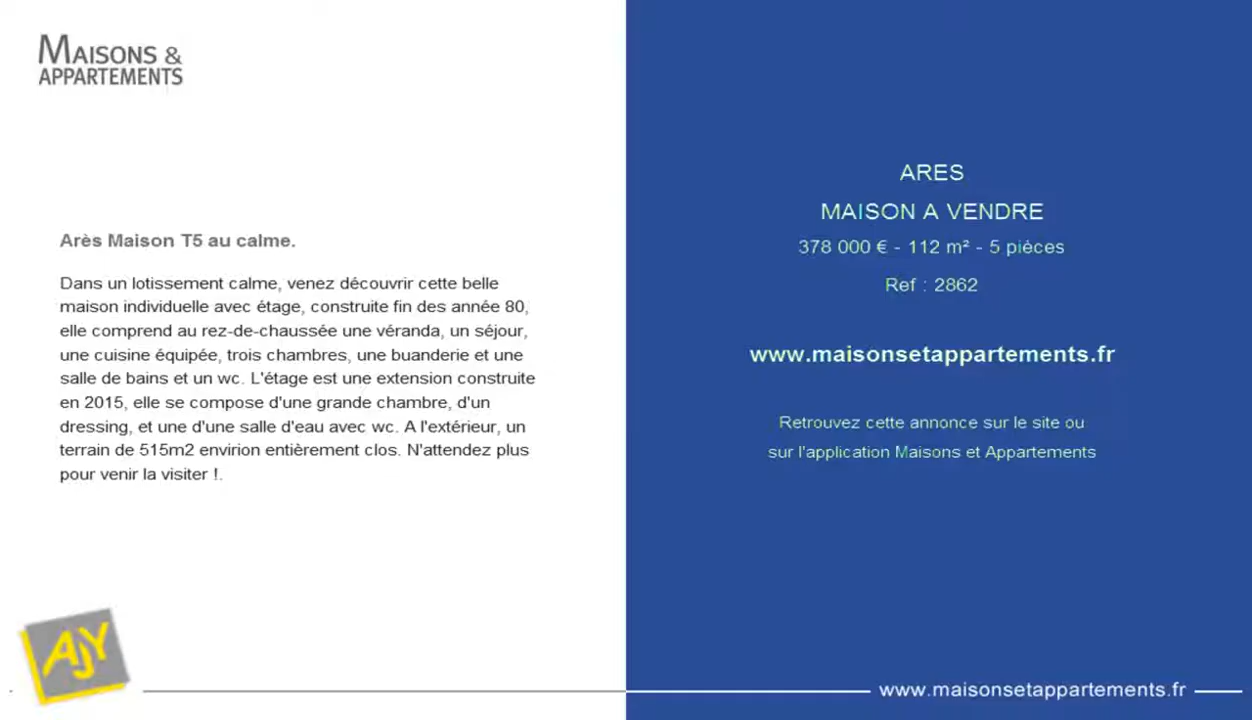 MAISONS &
APPARTEMENTS
Arès Maison T5 au calme.
Dans un lotissement calme, venez découvrir cette belle
maison individuelle avec étage, construite fin des année 80,
elle comprend au rez-de-chaussée une véranda, un séjour,
une cuisine équipée, trois chambres, une buanderie et une
salle de bains et un wc. L'étage est une extension construite
en 2015, elle se compose d'une grande chambre, d'un
dressing, et une d'une salle d'eau avec wc. A l'extérieur, un
terrain de 515m2 envirion entièrement clos. N'attendez plus
pour venir la visiter !.
AJY
ARES
MAISON A VENDRE
378 000 € - 112 m² - 5 pièces
Ref : 2862
www.maisonsetappartements.fr
Retrouvez cette annonce sur le site ou
sur l'application Maisons et Appartements
www.maisonsetappartements.fr